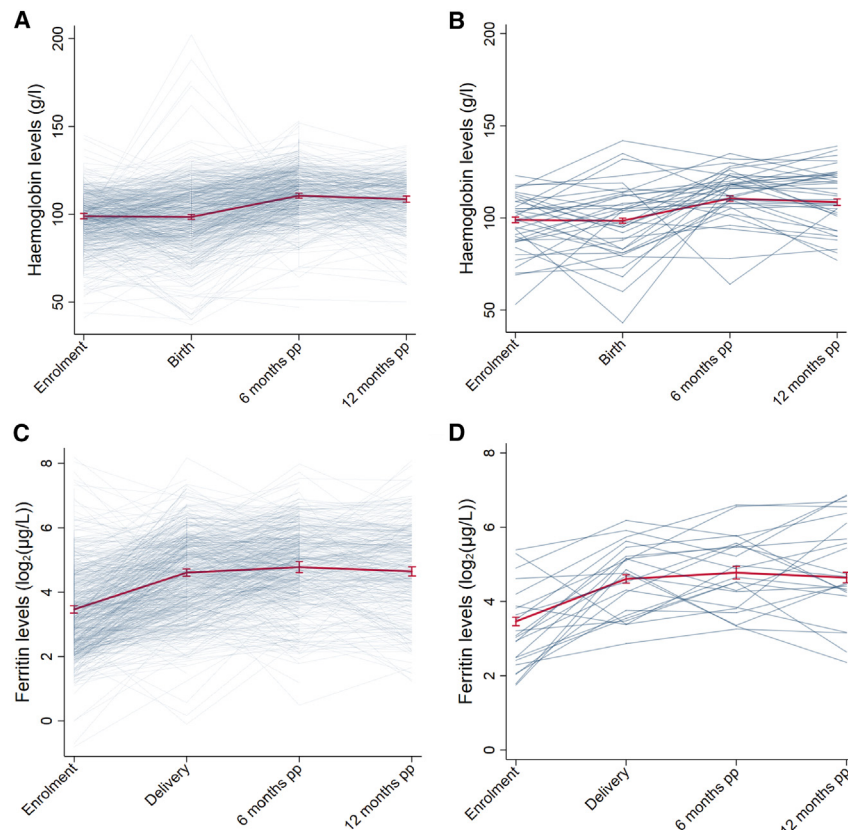 A
Haemoglobin levels (g/l)
200
150
100
50
Enrolment
Birth
6 months pp
12 months pp
B
Haemoglobin levels (g/l)
200
150
100
50
Enrolment
Birth
6 months pp
12 months pp
C
Ferritin levels (log₂(µg/L))
8
6
4
2
0
Enrolment
Delivery
6 months pp
12 months pp
D
Ferritin levels (log₂(µg/L))
8
6
4
2
0
Enrolment
Delivery
6 months pp
12 months pp